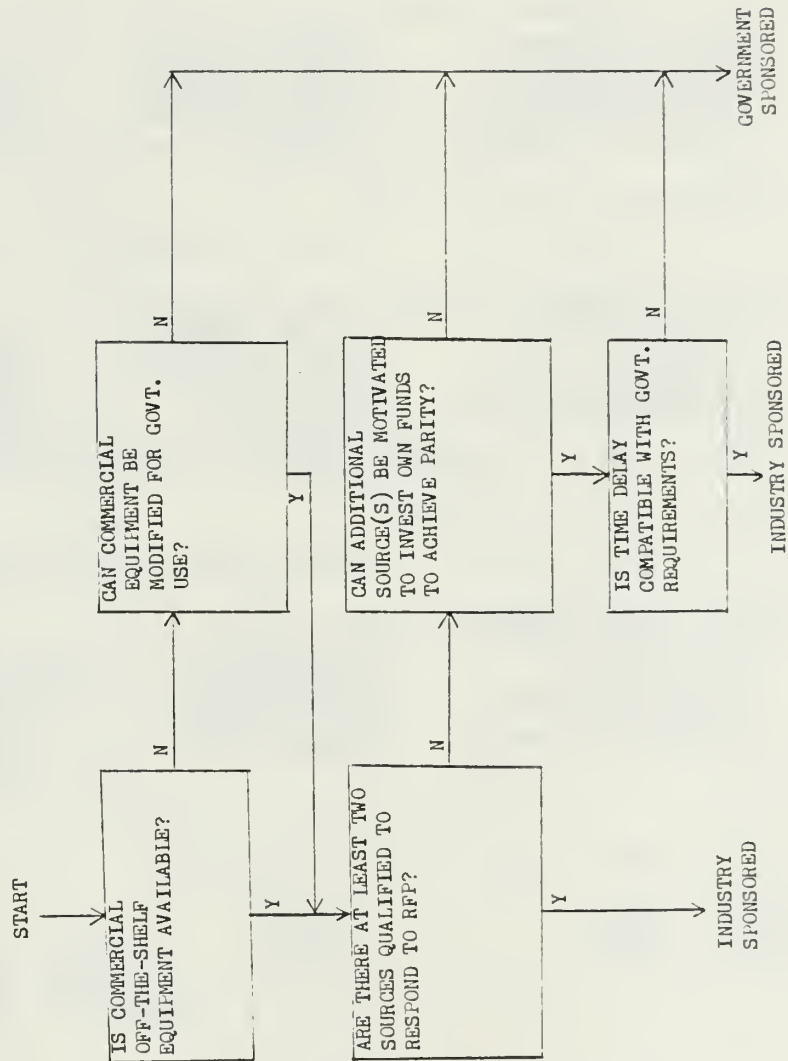 START
IS COMMERCIAL
OFF-THE-SHELF
EQUIPMENT AVAILABLE?
N
Y
CAN COMMERCIAL
EQUIPMENT BE
MODIFIED FOR GOVT.
USE?
N
Y
ARE THERE AT LEAST TWO
SOURCES QUALIFIED TO
RESPOND TO RFP?
N
Y
INDUSTRY
SPONSORED
CAN ADDITIONAL
SOURCE(S) BE MOTIVATED
TO INVEST OWN FUNDS
TO ACHIEVE PARITY?
N
Y
IS TIME DELAY
COMPATIBLE WITH GOVT.
REQUIREMENTS?
N
Y
INDUSTRY SPONSORED
GOVERNMENT
SPONSORED